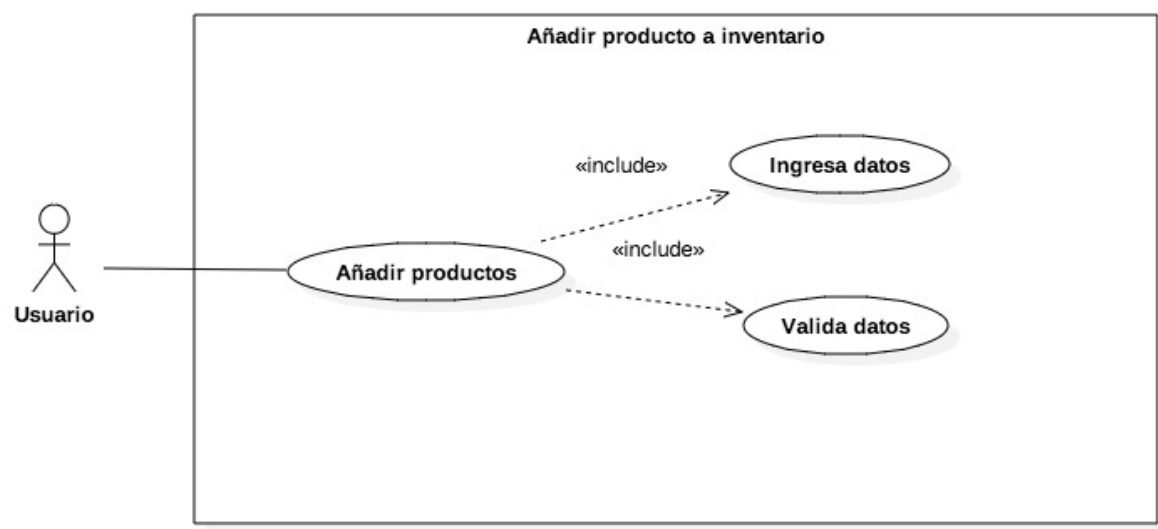 Añadir producto a inventario
«include»
Ingresa datos
«include»
Añadir productos
Usuario
Valida datos